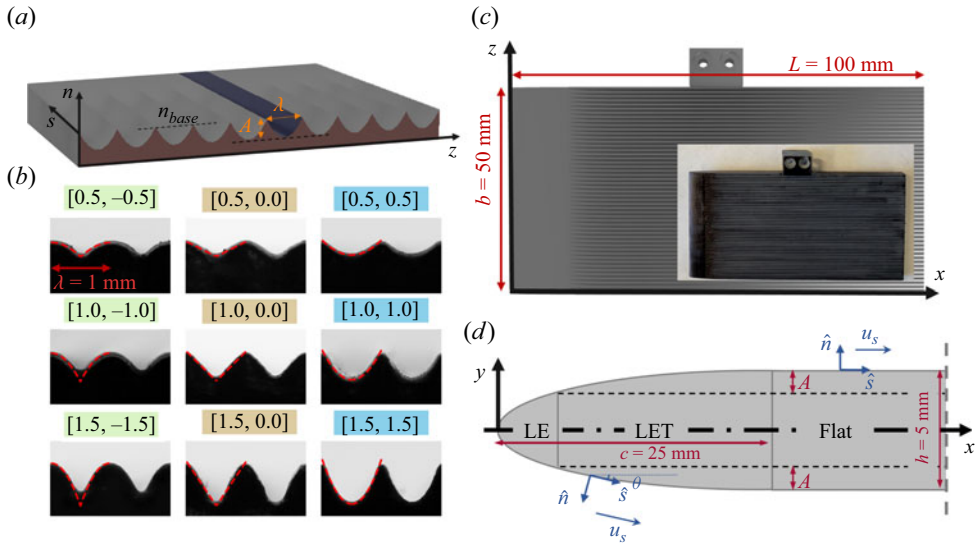 (a)
n
s
n_base
A
λ
z
(b)
[0.5, –0.5]
[0.5, 0.0]
[0.5, 0.5]
λ = 1 mm
[1.0, –1.0]
[1.0, 0.0]
[1.0, 1.0]
[1.5, –1.5]
[1.5, 0.0]
[1.5, 1.5]
(c)
z
L = 100 mm
b = 50 mm
x
(d)
y
n̂
u_s
ŝ
A
LE
LET
Flat
h = 5 mm
x
c = 25 mm
A
n̂
ŝ
θ
u_s